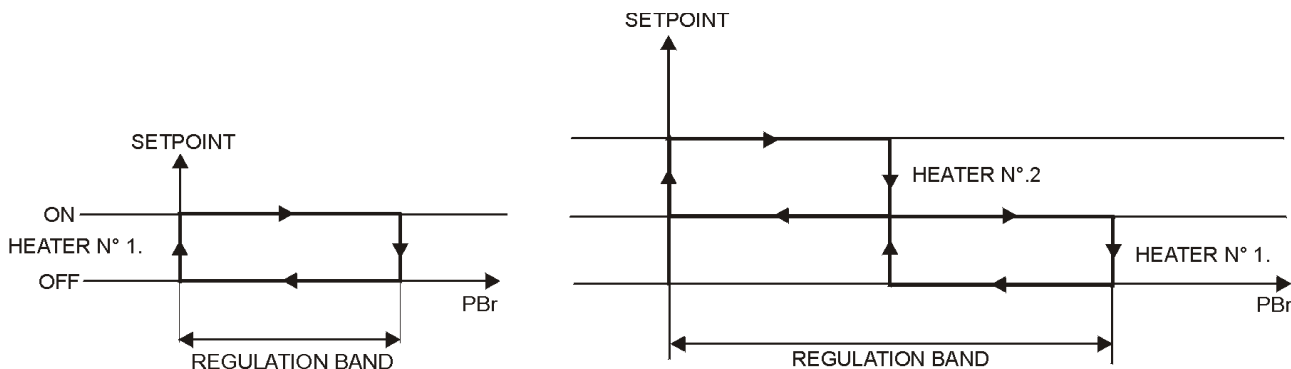 SETPOINT
ON
HEATER N° 1.
OFF
PBr
REGULATION BAND
SETPOINT
HEATER N°.2
HEATER N° 1.
PBr
REGULATION BAND